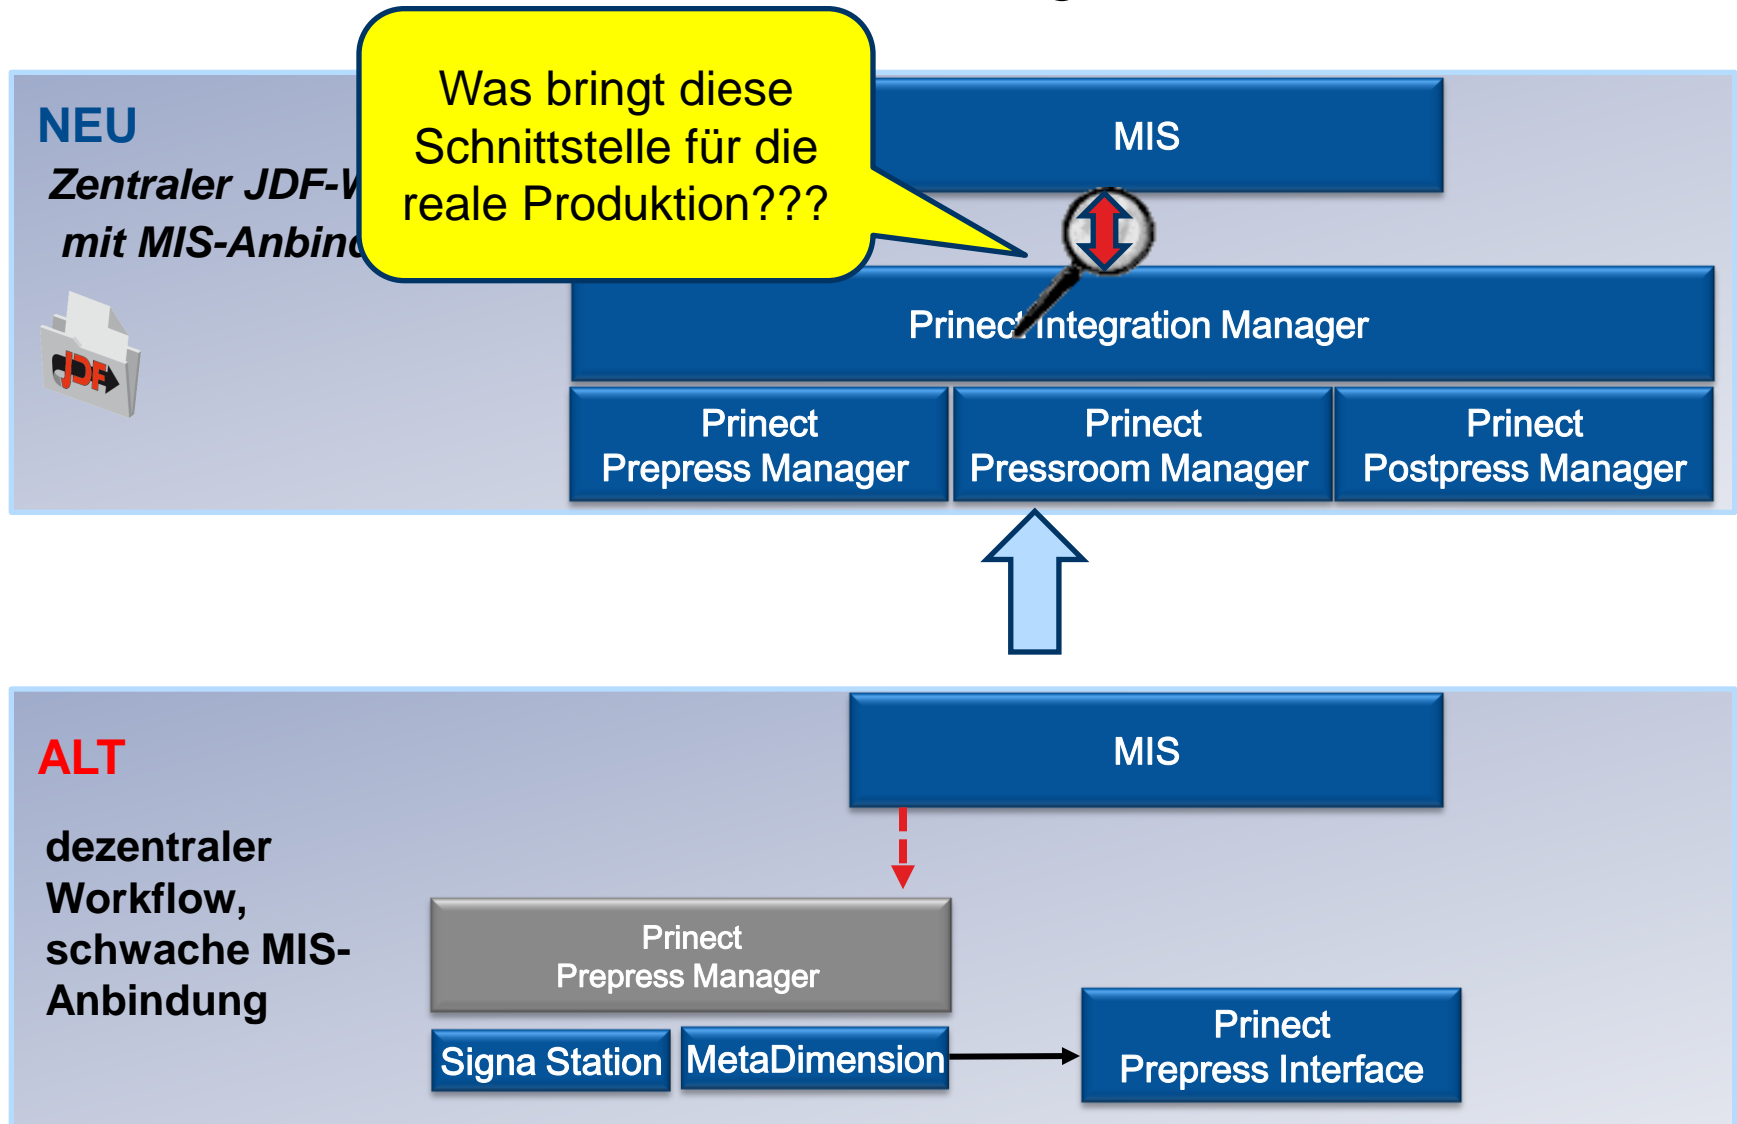 Was bringt diese
Schnittstelle für die
reale Produktion???
NEU
Zentraler JDF-
mit MIS-
MIS
JDF
Prinect Integration Manager
Prinect
Prepress Manager
Prinect
Pressroom Manager
Prinect
Postpress Manager
ALT
dezentraler
Workflow,
schwache MIS-
Anbindung
MIS
Prinect
Prepress Manager
Signa Station
MetaDimension
Prinect
Prepress Interface